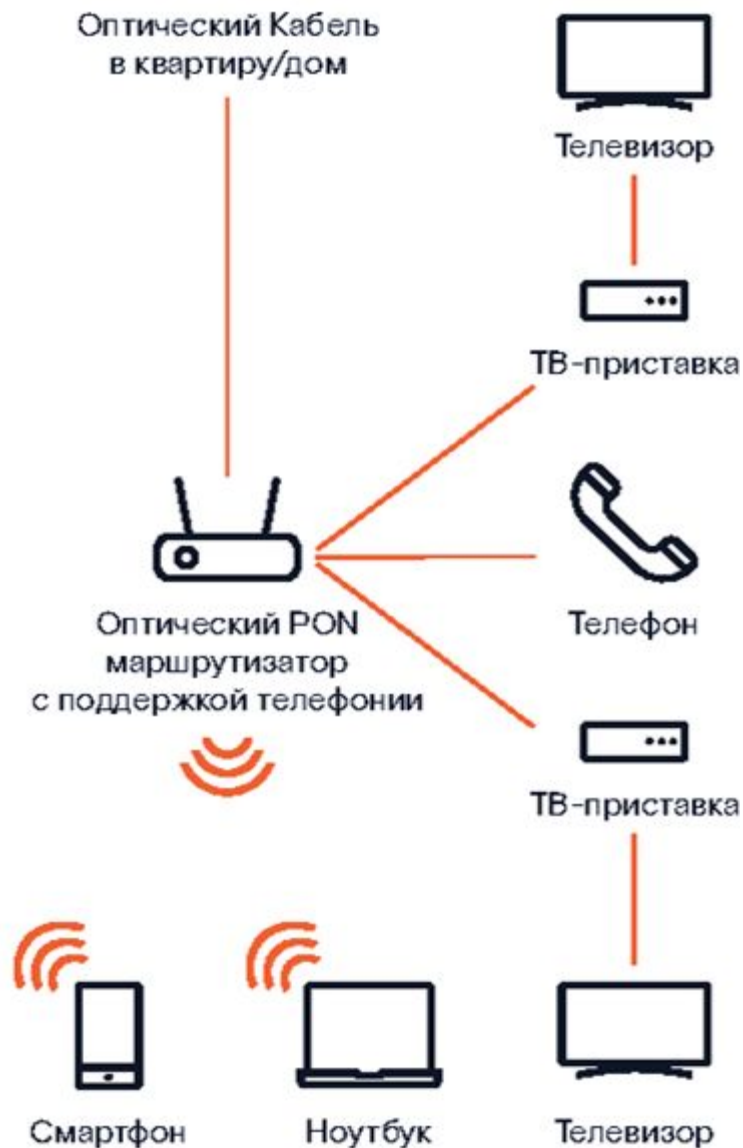 Оптический Кабель
в квартиру/дом
Телевизор
ТВ-приставка
Оптический PON
маршрутизатор
с поддержкой телефонии
Телефон
ТВ-приставка
Смартфон
Ноутбук
Телевизор